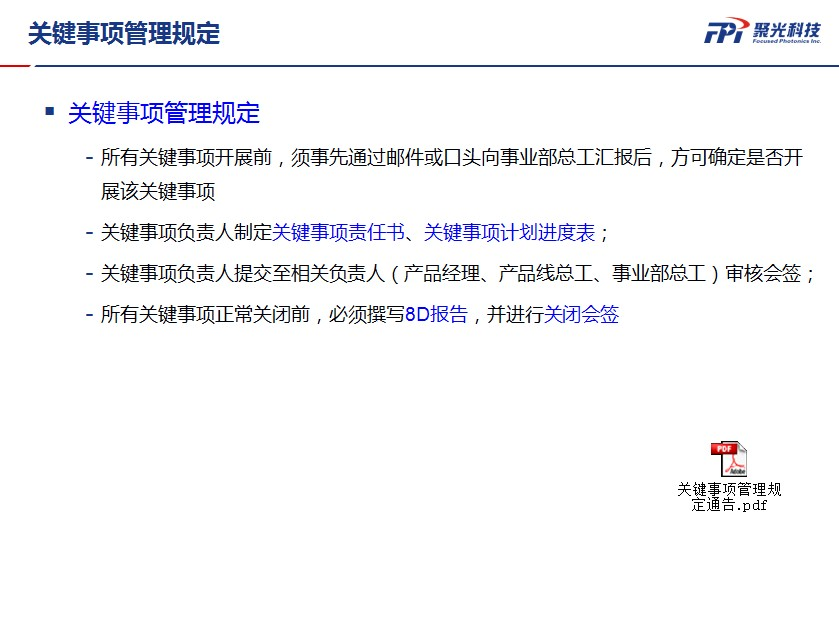 关键事项管理规定
FPI 聚光科技
Focused Photonics Inc.
▪ 关键事项管理规定
- 所有关键事项开展前，须事先通过邮件或口头向事业部总工汇报后，方可确定是否开
展该关键事项
- 关键事项负责人制定关键事项责任书、关键事项计划进度表；
- 关键事项负责人提交至相关负责人（产品经理、产品线总工、事业部总工）审核会签；
- 所有关键事项正常关闭前，必须撰写8D报告，并进行关闭会签
PDF
Adobe
关键事项管理规
定通告.pdf